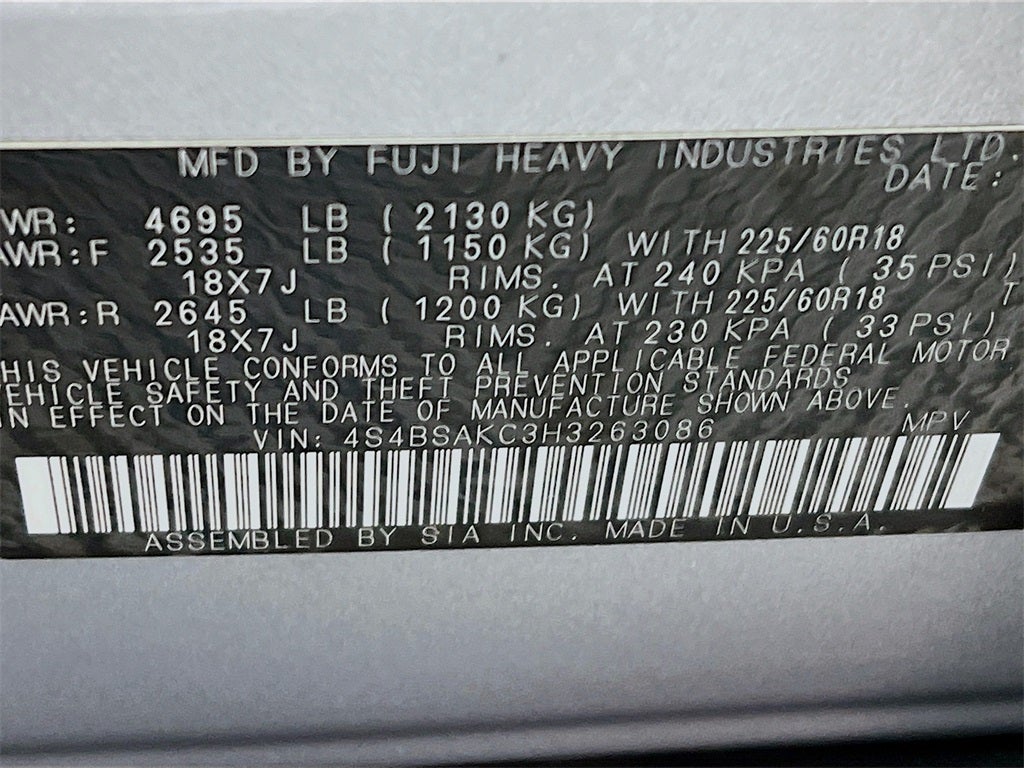 MFD BY FUJI HEAVY INDUSTRIES LTD.
DATE:
WR: 4695 LB ( 2130 KG)
AWR:F 2535 LB ( 1150 KG) WITH 225/60R18
18X7J RIMS. AT 240 KPA ( 35 PSI)
AWR:R 2645 LB ( 1200 KG) WITH 225/60R18 T
18X7J RIMS. AT 230 KPA ( 33 PSI)
HIS VEHICLE CONFORMS TO ALL APPLICABLE FEDERAL MOTOR
EHICLE SAFETY AND THEFT PREVENTION STANDARDS
IN EFFECT ON THE DATE OF MANUFACTURE SHOWN ABOVE.
VIN: 4S4BSAKC3H3263086 MPV
ASSEMBLED BY SIA INC. MADE IN U.S.A.